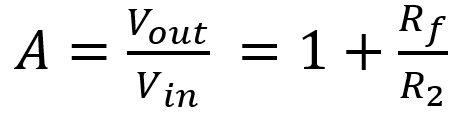 A = V_out / V_in = 1 + R_f / R_2